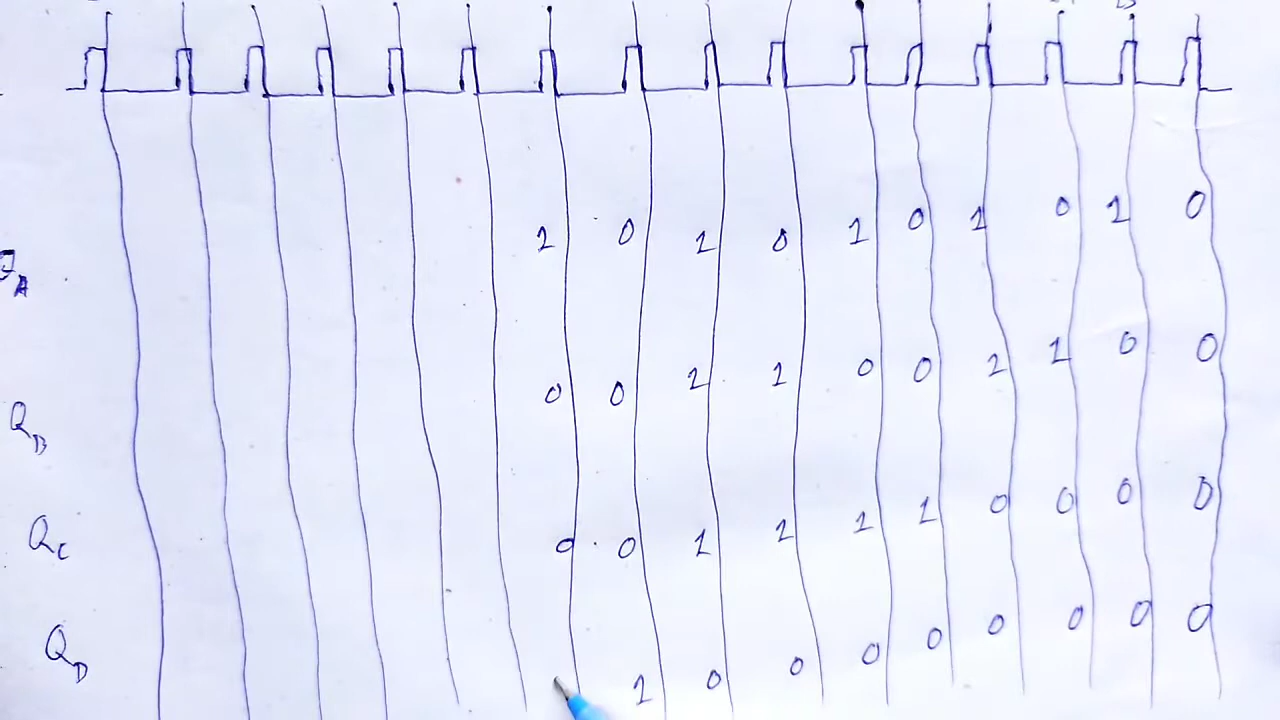 1 0 1 0 1 0 1 0 1 0
Q_A
0 0 1 1 0 0 1 1 0 0
Q_B
Q_C 0 0 1 1 1 1 0 0 0 0
Q_D 1 0 0 0 0 0 0 0 0